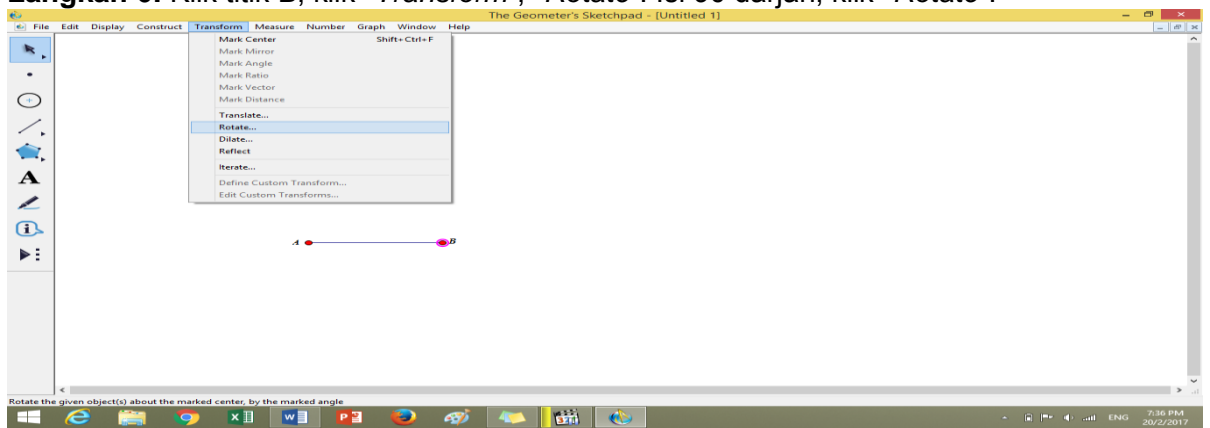 The Geometer's Sketchpad - [Untitled 1]
File Edit Display Construct Transform Measure Number Graph Window Help
Mark Center Shift+Ctrl+F
Mark Mirror
Mark Angle
Mark Ratio
Mark Vector
Mark Distance
Translate...
Rotate...
Dilate...
Reflect
Iterate...
Define Custom Transform...
Edit Custom Transforms...
A
A B
Rotate the given object(s) about the marked center, by the marked angle
ENG 7:36 PM
20/2/2017